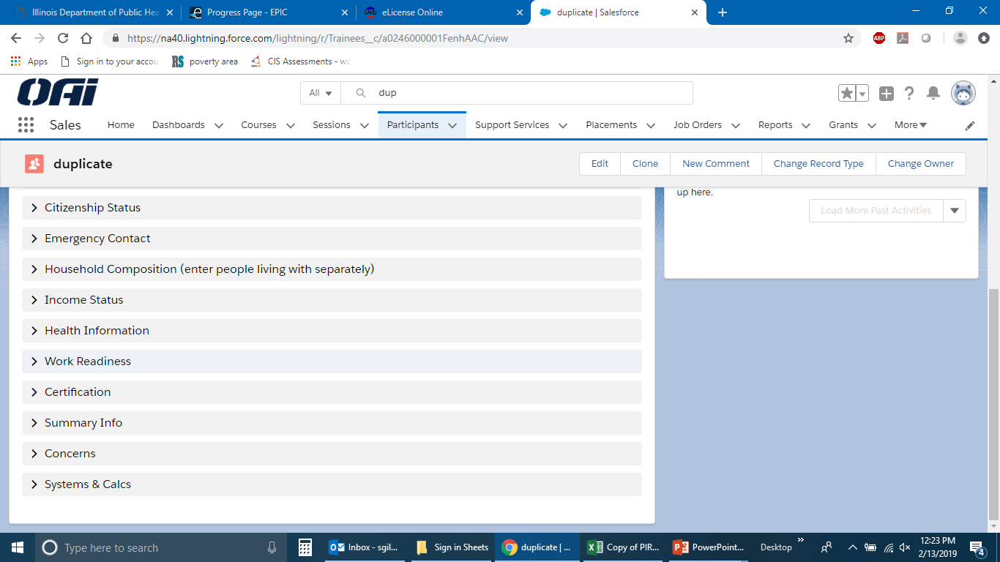 Illinois Department of Public Hea
Progress Page - EPIC
eLicense Online
duplicate | Salesforce
https://na40.lightning.force.com/lightning/r/Trainees__c/a0246000001FenhAAC/view
ABP
Apps
Sign in to your accou
RS
poverty area
CIS Assessments - wo
OAi
All
dup
Sales
Home
Dashboards
Courses
Sessions
Participants
Support Services
Placements
Job Orders
Reports
Grants
More
duplicate
Edit
Clone
New Comment
Change Record Type
Change Owner
up here.
Load More Past Activities
Citizenship Status
Emergency Contact
Household Composition (enter people living with separately)
Income Status
Health Information
Work Readiness
Certification
Summary Info
Concerns
Systems & Calcs
Type here to search
Inbox - sgil...
Sign in Sheets
duplicate | ...
Copy of PIR...
PowerPoint...
Desktop
12:23 PM
2/13/2019
4